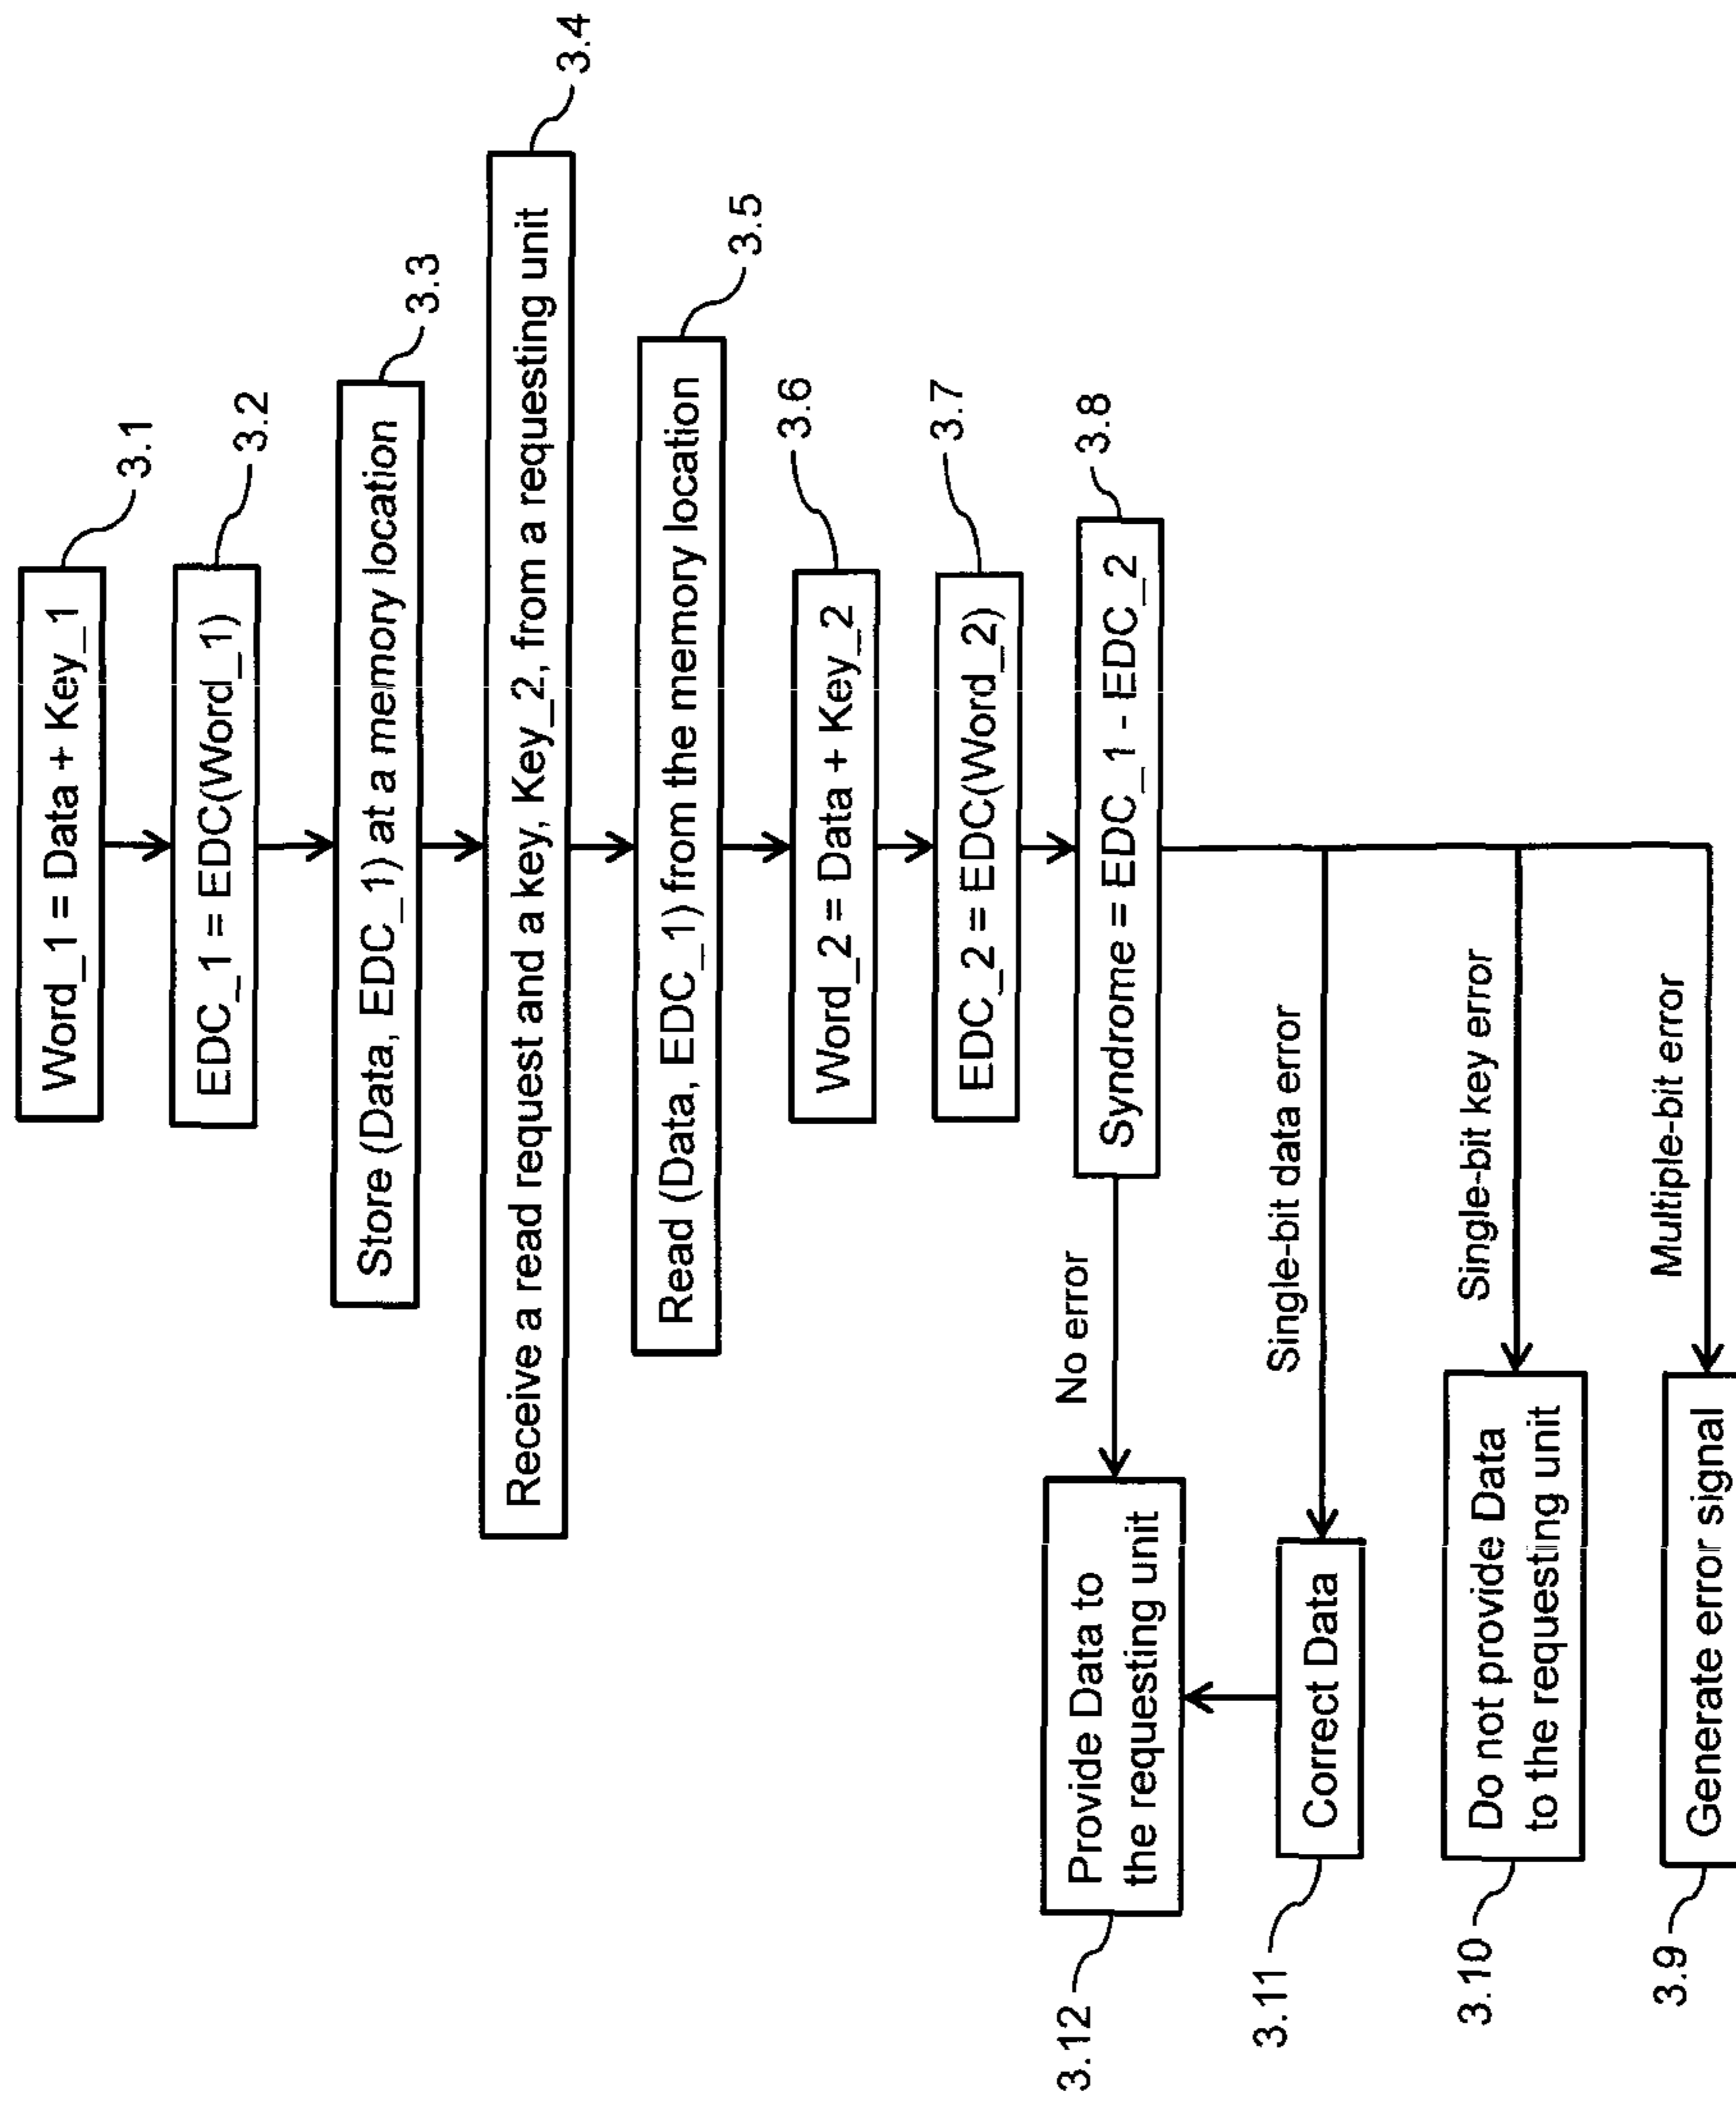 Word_1 = Data + Key_1
3.1
EDC_1 = EDC(Word_1)
3.2
Store (Data, EDC_1) at a memory location
3.3
Receive a read request and a key, Key_2, from a requesting unit
3.4
Read (Data, EDC_1) from the memory location
3.5
Word_2 = Data + Key_2
3.6
EDC_2 = EDC(Word_2)
3.7
Syndrome = EDC_1 - EDC_2
3.8
No error
Provide Data to
the requesting unit
3.12
Single-bit data error
Correct Data
3.11
Single-bit key error
Do not provide Data
to the requesting unit
3.10
Multiple-bit error
Generate error signal
3.9